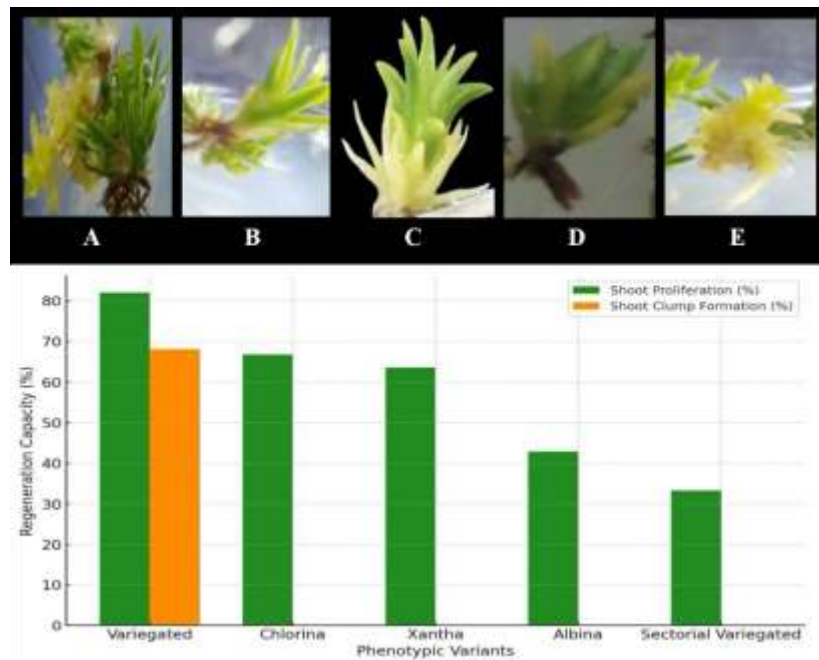 A B C D E
Shoot Proliferation (%)
Shoot Clump Formation (%)
Regeneration Capacity (%)
80
70
60
50
40
30
20
10
0
Variegated Chlorina Xantha Albina Sectorial Variegated
Phenotypic Variants